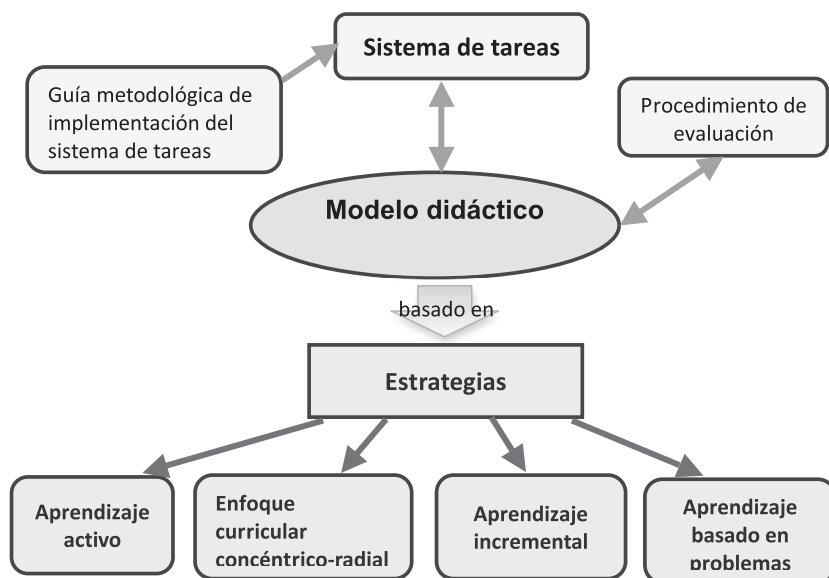 Sistema de tareas
Guía metodológica de
implementación del
sistema de tareas
Procedimiento de
evaluación
Modelo didáctico
basado en
Estrategias
Aprendizaje
activo
Enfoque
curricular
concéntrico-radial
Aprendizaje
incremental
Aprendizaje
basado en
problemas